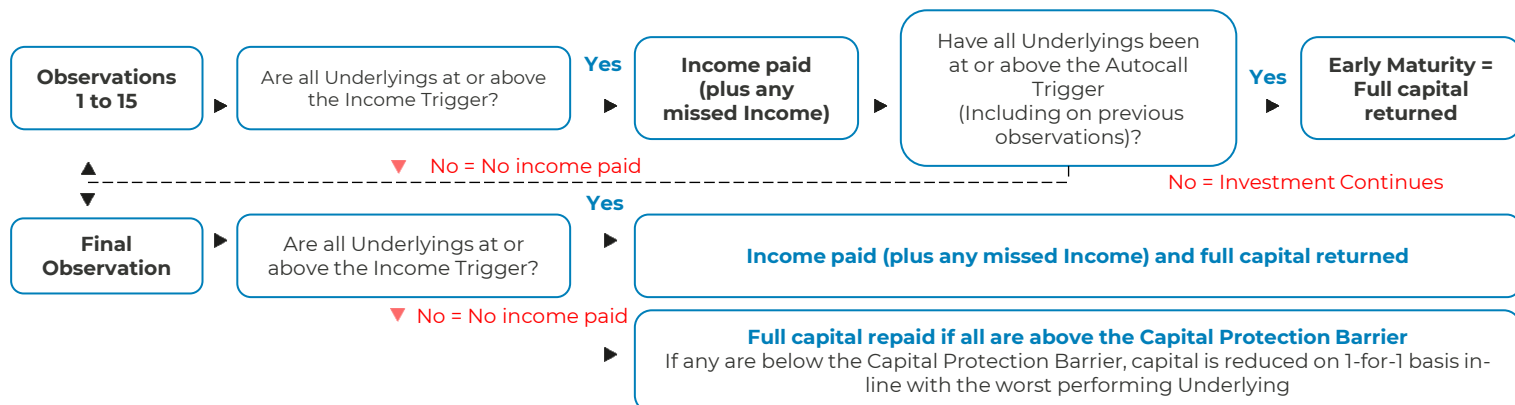 Observations
1 to 15
Are all Underlyings at or above
the Income Trigger?
Yes
Income paid
(plus any
missed Income)
Have all Underlyings been
at or above the Autocall
Trigger
(Including on previous
observations)?
Yes
Early Maturity =
Full capital
returned
No = No income paid
No = Investment Continues
Final
Observation
Are all Underlyings at or
above the Income Trigger?
Yes
Income paid (plus any missed Income) and full capital returned
No = No income paid
Full capital repaid if all are above the Capital Protection Barrier
If any are below the Capital Protection Barrier, capital is reduced on 1-for-1 basis in-
line with the worst performing Underlying